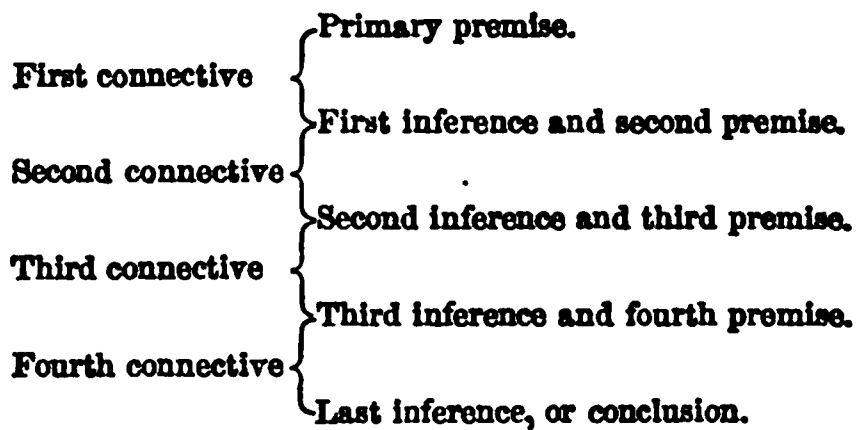 Primary premise.
First connective
First inference and second premise.
Second connective
Second inference and third premise.
Third connective
Third inference and fourth premise.
Fourth connective
Last inference, or conclusion.